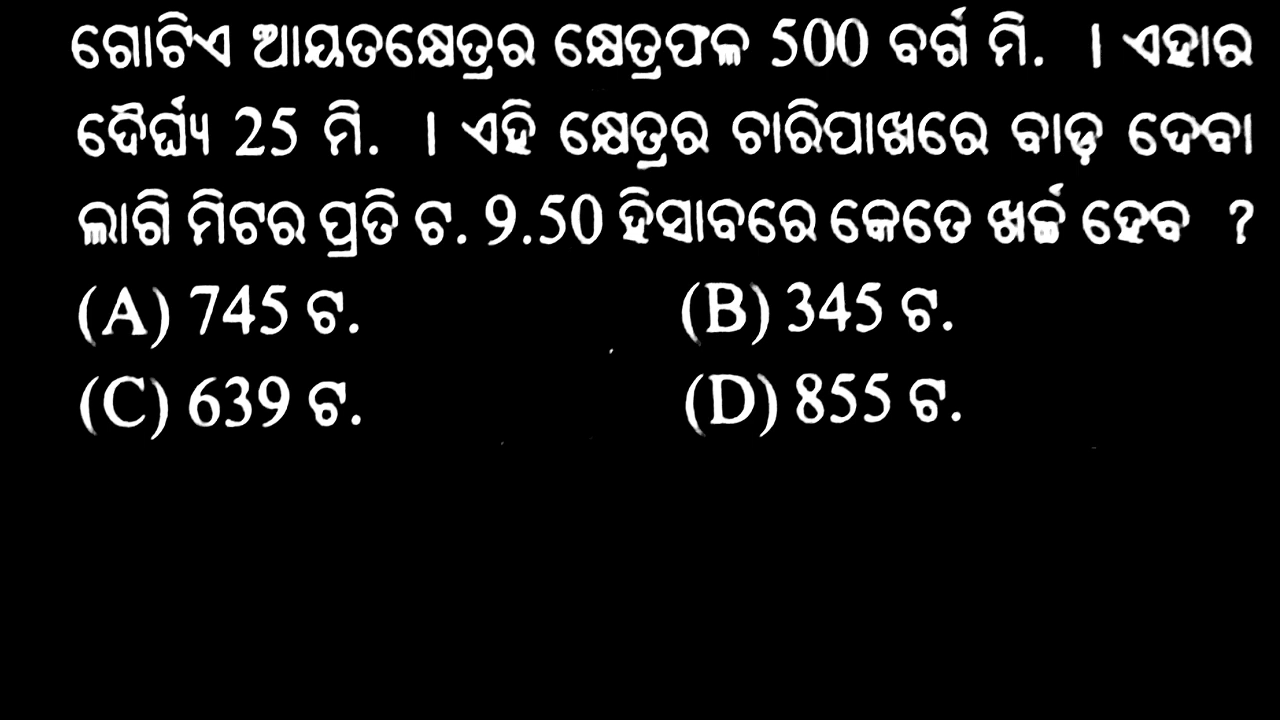 ଗୋଟିଏ ଆୟତକ୍ଷେତ୍ରର କ୍ଷେତ୍ରଫଳ 500 ବର୍ଗ ମି. । ଏହାର
ଦୈର୍ଘ୍ୟ 25 ମି. । ଏହି କ୍ଷେତ୍ରର ଚାରିପାଖରେ ବାଡ଼ ଦେବା
ଲାଗି ମିଟର ପ୍ରତି ଟ. 9.50 ହିସାବରେ କେତେ ଖର୍ଚ୍ଚ ହେବ ?
(A) 745 ଟ. (B) 345 ଟ.
(C) 639 ଟ. (D) 855 ଟ.